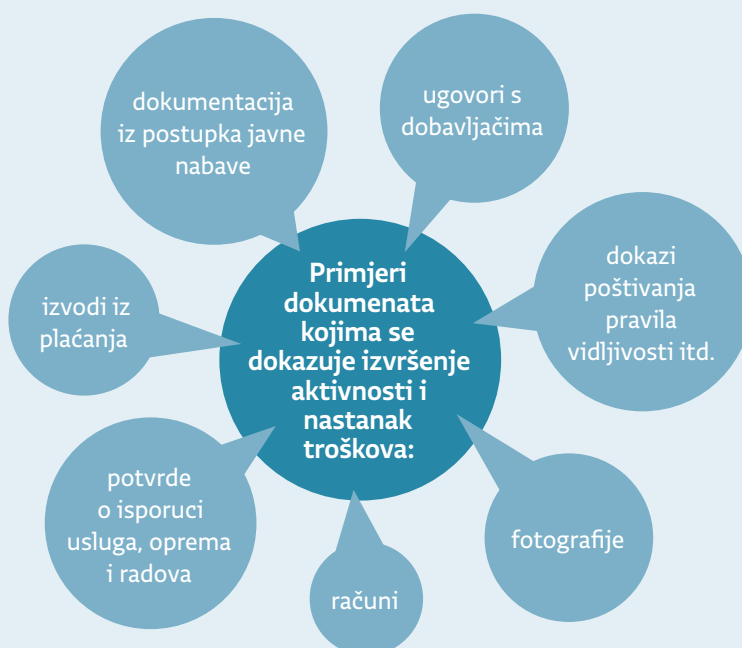 dokumentacija
iz postupka javne
nabave
ugovori s
dobavljačima
Primjeri
dokumenata
kojima se
dokazuje izvršenje
aktivnosti i
nastanak
troškova:
dokazi
poštivanja
pravila
vidljivosti itd.
izvodi iz
plaćanja
potvrde
o isporuci
usluga, oprema
i radova
računi
fotografije